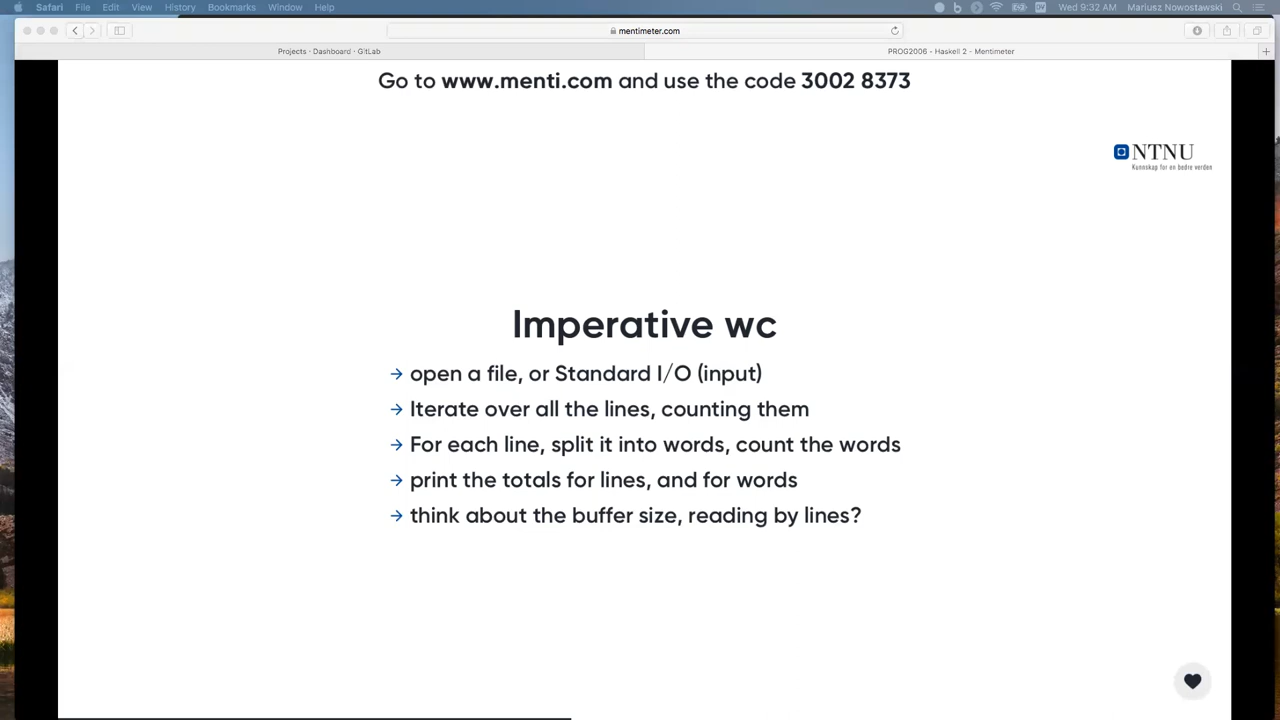 Safari File Edit View History Bookmarks Window Help Wed 9:32 AM Mariusz Nowostawski
mentimeter.com
Projects · Dashboard · GitLab
PROG2006 - Haskell 2 - Mentimeter
Go to www.menti.com and use the code 3002 8373
NTNU
Kunnskap for en bedre verden
Imperative wc
→ open a file, or Standard I/O (input)
→ Iterate over all the lines, counting them
→ For each line, split it into words, count the words
→ print the totals for lines, and for words
→ think about the buffer size, reading by lines?